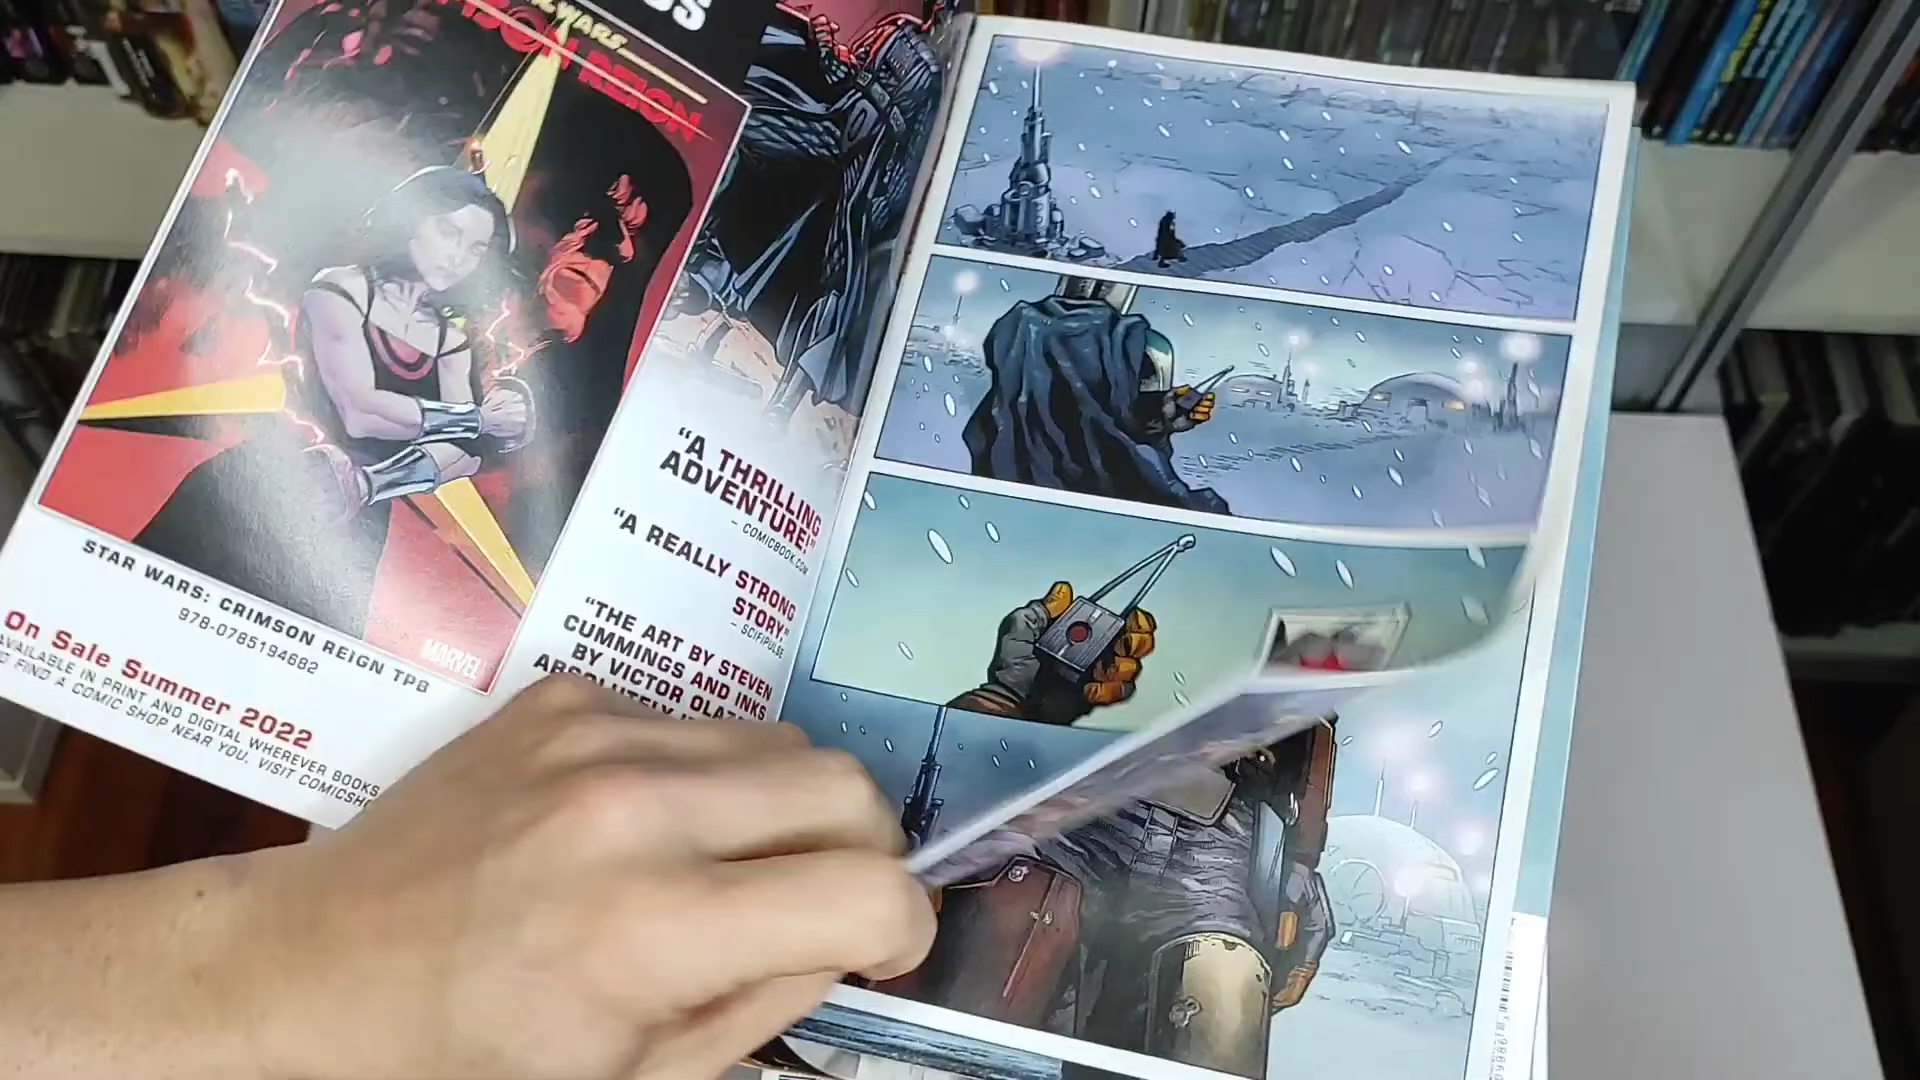 CRIMSON REIGN
STAR WARS: CRIMSON REIGN TPB
978-0785194682
MARVEL
On Sale Summer 2022
AVAILABLE IN PRINT AND DIGITAL WHEREVER BOOKS
FIND A COMIC SHOP NEAR YOU, VISIT
"A THRILLING
ADVENTURE!"
– COMICBOOK.COM
"A REALLY STRONG
STORY."
– SCIFIPULSE
"THE ART BY STEVEN
CUMMINGS AND INKS
BY VICTOR